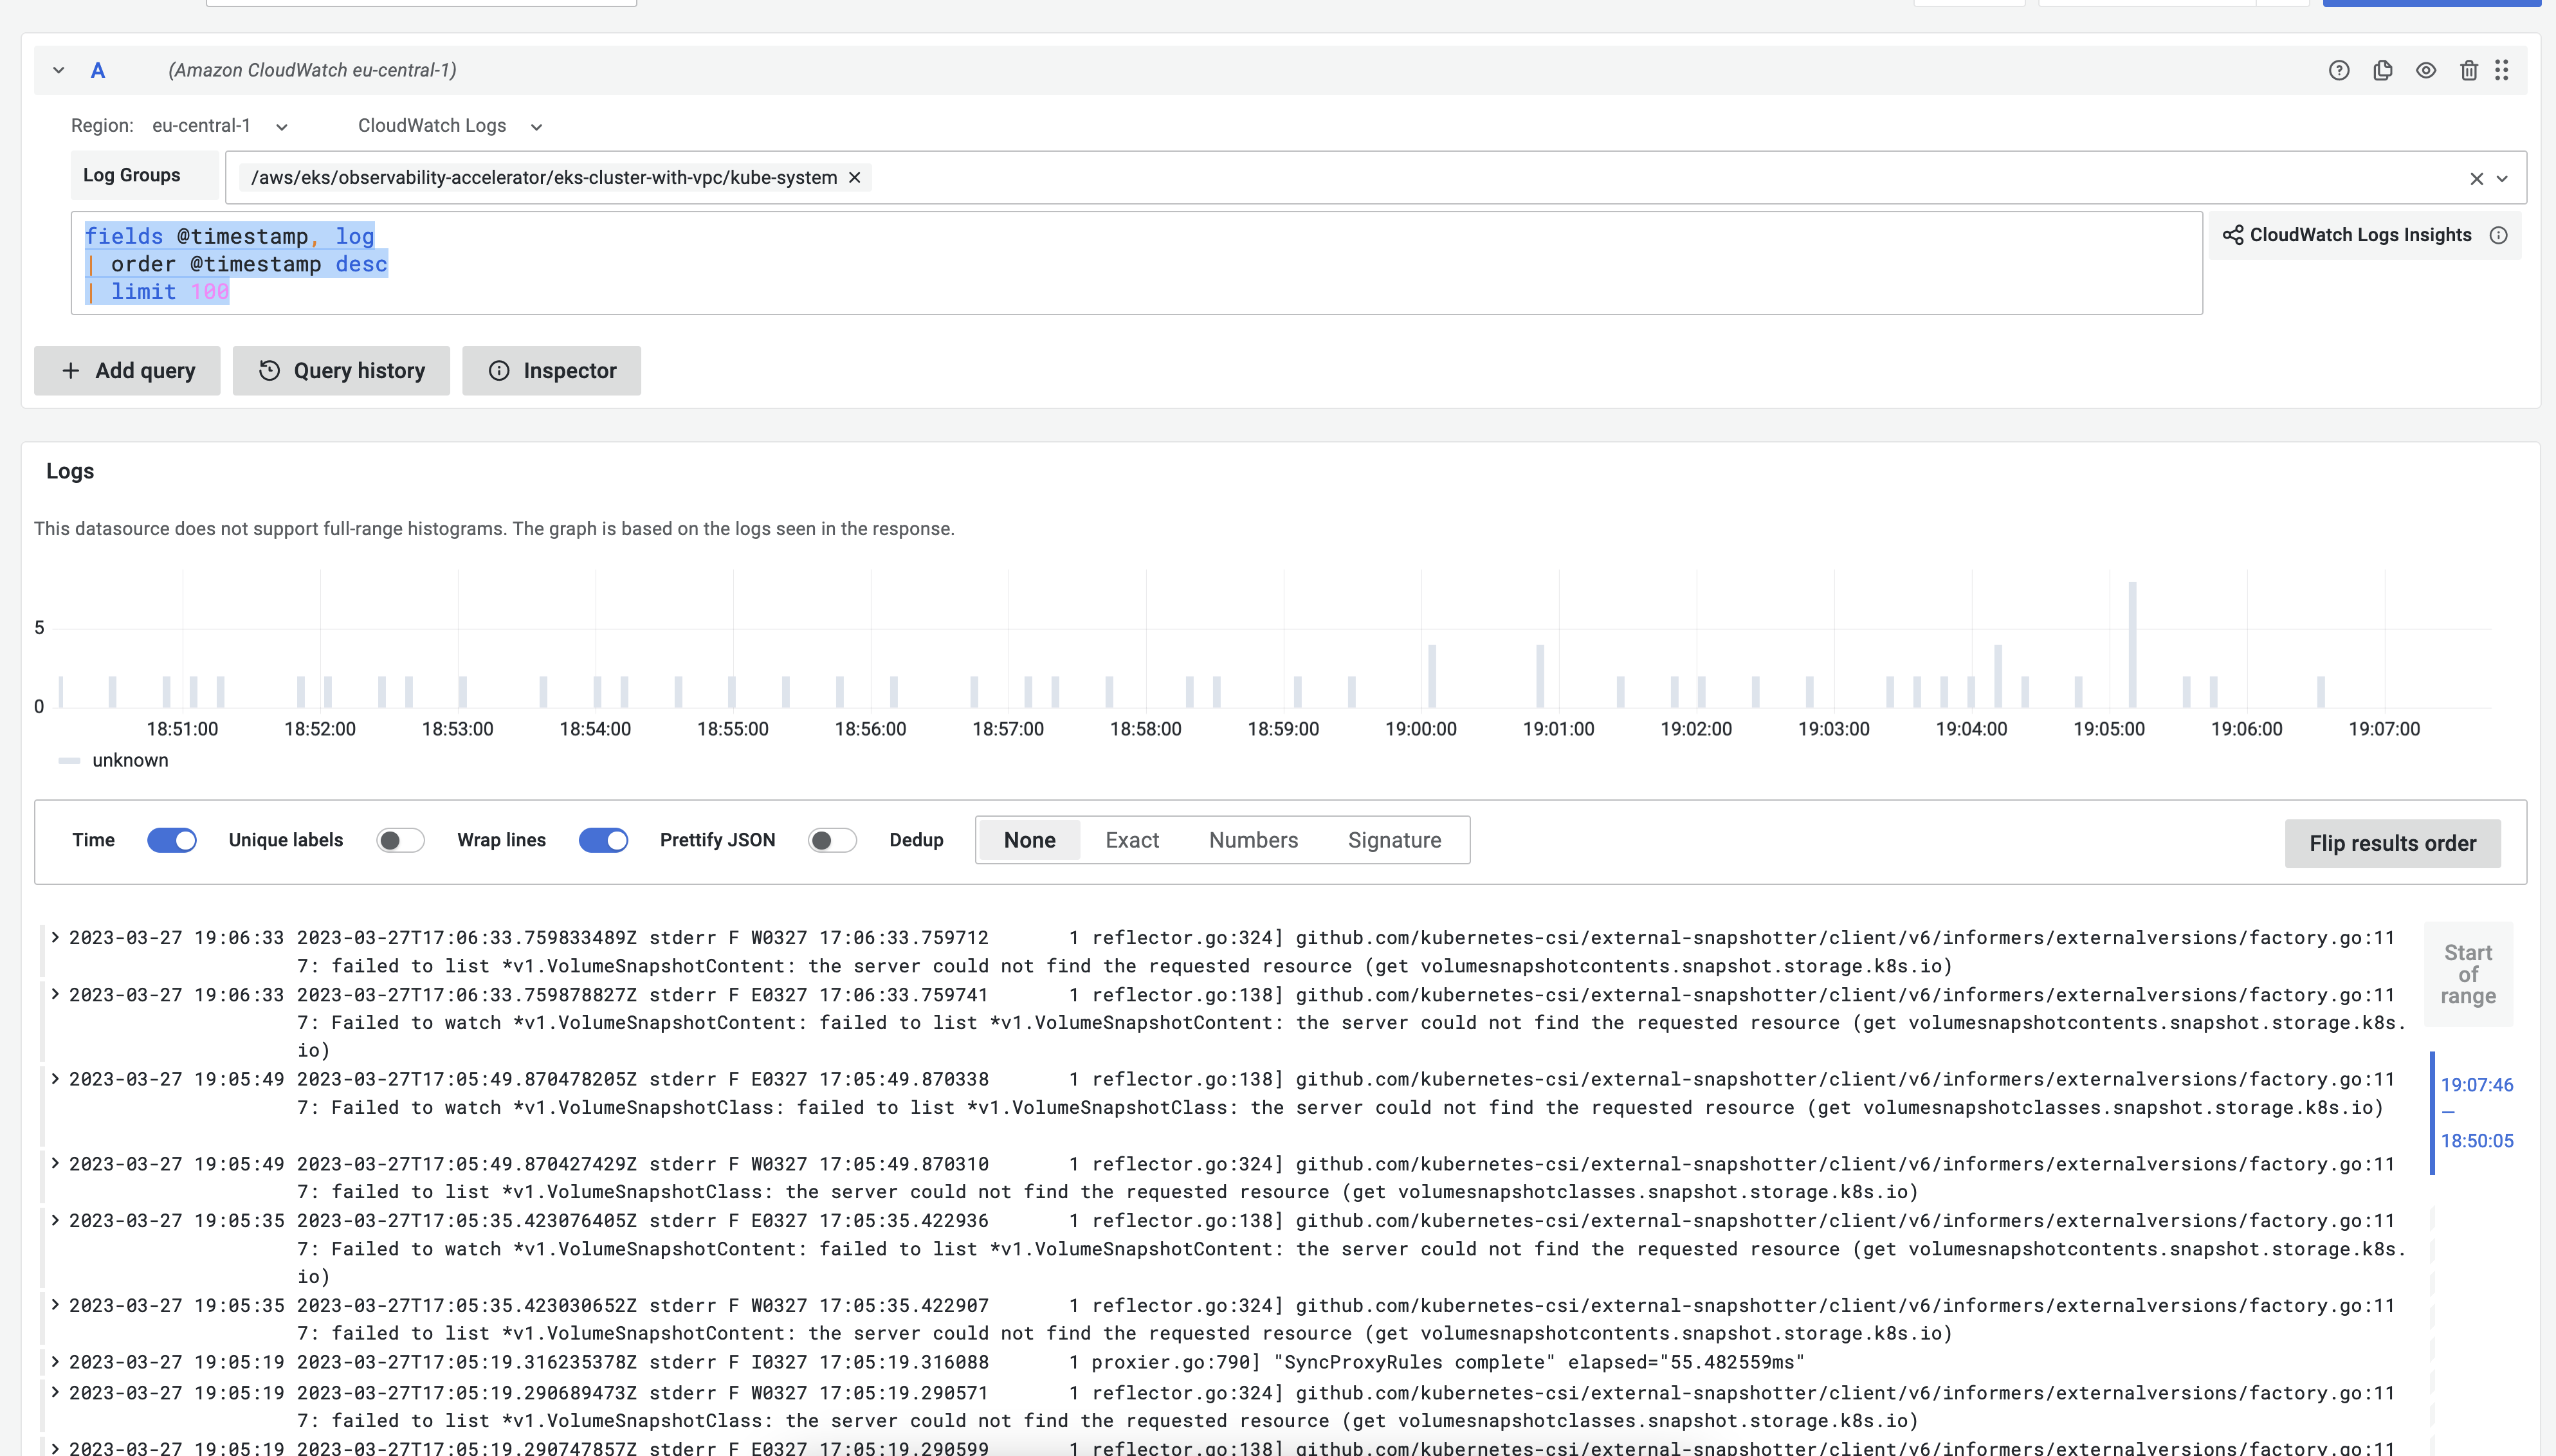 A (Amazon CloudWatch eu-central-1)
Region: eu-central-1 CloudWatch Logs
Log Groups /aws/eks/observability-accelerator/eks-cluster-with-vpc/kube-system
fields @timestamp, log
| order @timestamp desc
| limit 100
CloudWatch Logs Insights
Add query Query history Inspector
Logs
This datasource does not support full-range histograms. The graph is based on the logs seen in the response.
5
0
18:51:00 18:52:00 18:53:00 18:54:00 18:55:00 18:56:00 18:57:00 18:58:00 18:59:00 19:00:00 19:01:00 19:02:00 19:03:00 19:04:00 19:05:00 19:06:00 19:07:00
unknown
Time Unique labels Wrap lines Prettify JSON Dedup None Exact Numbers Signature Flip results order
2023-03-27 19:06:33 2023-03-27T17:06:33.759833489Z stderr F W0327 17:06:33.759712 1 reflector.go:324] github.com/kubernetes-csi/external-snapshotter/client/v6/informers/externalversions/factory.go:11
7: failed to list *v1.VolumeSnapshotContent: the server could not find the requested resource (get volumesnapshotcontents.snapshot.storage.k8s.io)
2023-03-27 19:06:33 2023-03-27T17:06:33.759878827Z stderr F E0327 17:06:33.759741 1 reflector.go:138] github.com/kubernetes-csi/external-snapshotter/client/v6/informers/externalversions/factory.go:11
7: Failed to watch *v1.VolumeSnapshotContent: failed to list *v1.VolumeSnapshotContent: the server could not find the requested resource (get volumesnapshotcontents.snapshot.storage.k8s.
io)
2023-03-27 19:05:49 2023-03-27T17:05:49.870478205Z stderr F E0327 17:05:49.870338 1 reflector.go:138] github.com/kubernetes-csi/external-snapshotter/client/v6/informers/externalversions/factory.go:11
7: Failed to watch *v1.VolumeSnapshotClass: failed to list *v1.VolumeSnapshotClass: the server could not find the requested resource (get volumesnapshotclasses.snapshot.storage.k8s.io)
2023-03-27 19:05:49 2023-03-27T17:05:49.870427429Z stderr F W0327 17:05:49.870310 1 reflector.go:324] github.com/kubernetes-csi/external-snapshotter/client/v6/informers/externalversions/factory.go:11
7: failed to list *v1.VolumeSnapshotClass: the server could not find the requested resource (get volumesnapshotclasses.snapshot.storage.k8s.io)
2023-03-27 19:05:35 2023-03-27T17:05:35.423076405Z stderr F E0327 17:05:35.422936 1 reflector.go:138] github.com/kubernetes-csi/external-snapshotter/client/v6/informers/externalversions/factory.go:11
7: Failed to watch *v1.VolumeSnapshotContent: failed to list *v1.VolumeSnapshotContent: the server could not find the requested resource (get volumesnapshotcontents.snapshot.storage.k8s.
io)
2023-03-27 19:05:35 2023-03-27T17:05:35.423030652Z stderr F W0327 17:05:35.422907 1 reflector.go:324] github.com/kubernetes-csi/external-snapshotter/client/v6/informers/externalversions/factory.go:11
7: failed to list *v1.VolumeSnapshotContent: the server could not find the requested resource (get volumesnapshotcontents.snapshot.storage.k8s.io)
2023-03-27 19:05:19 2023-03-27T17:05:19.316235378Z stderr F I0327 17:05:19.316088 1 proxier.go:790] "SyncProxyRules complete" elapsed="55.482559ms"
2023-03-27 19:05:19 2023-03-27T17:05:19.290689473Z stderr F W0327 17:05:19.290571 1 reflector.go:324] github.com/kubernetes-csi/external-snapshotter/client/v6/informers/externalversions/factory.go:11
7: failed to list *v1.VolumeSnapshotClass: the server could not find the requested resource (get volumesnapshotclasses.snapshot.storage.k8s.io)
2023-03-27 19:05:19 2023-03-27T17:05:19.290747857Z stderr F E0327 17:05:19.290599 1 reflector.go:138] github.com/kubernetes-csi/external-snapshotter/client/v6/informers/externalversions/factory.go:11
Start
of
range
19:07:46
—
18:50:05